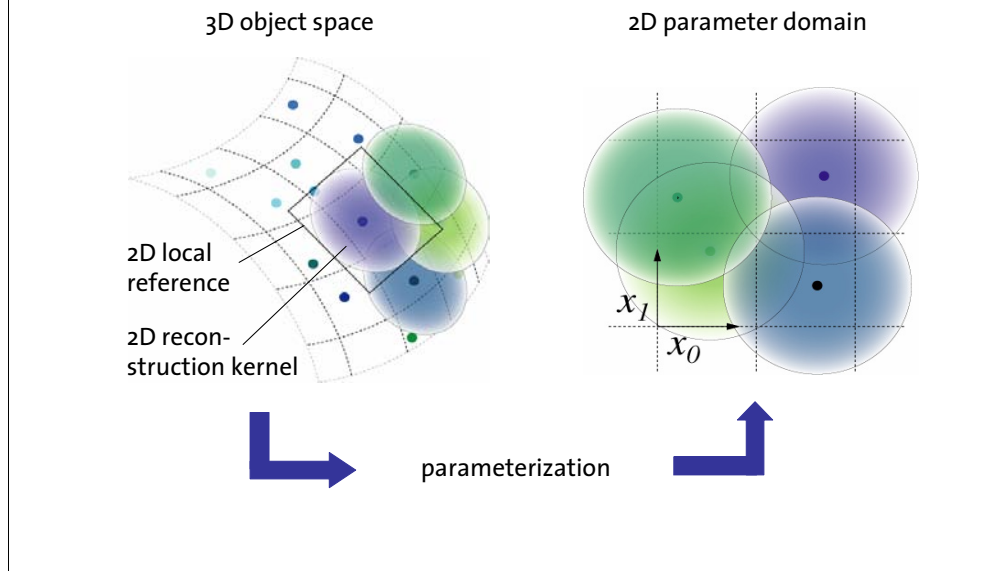 3D object space
2D parameter domain
2D local
reference
2D recon-
struction kernel
x1
x0
parameterization